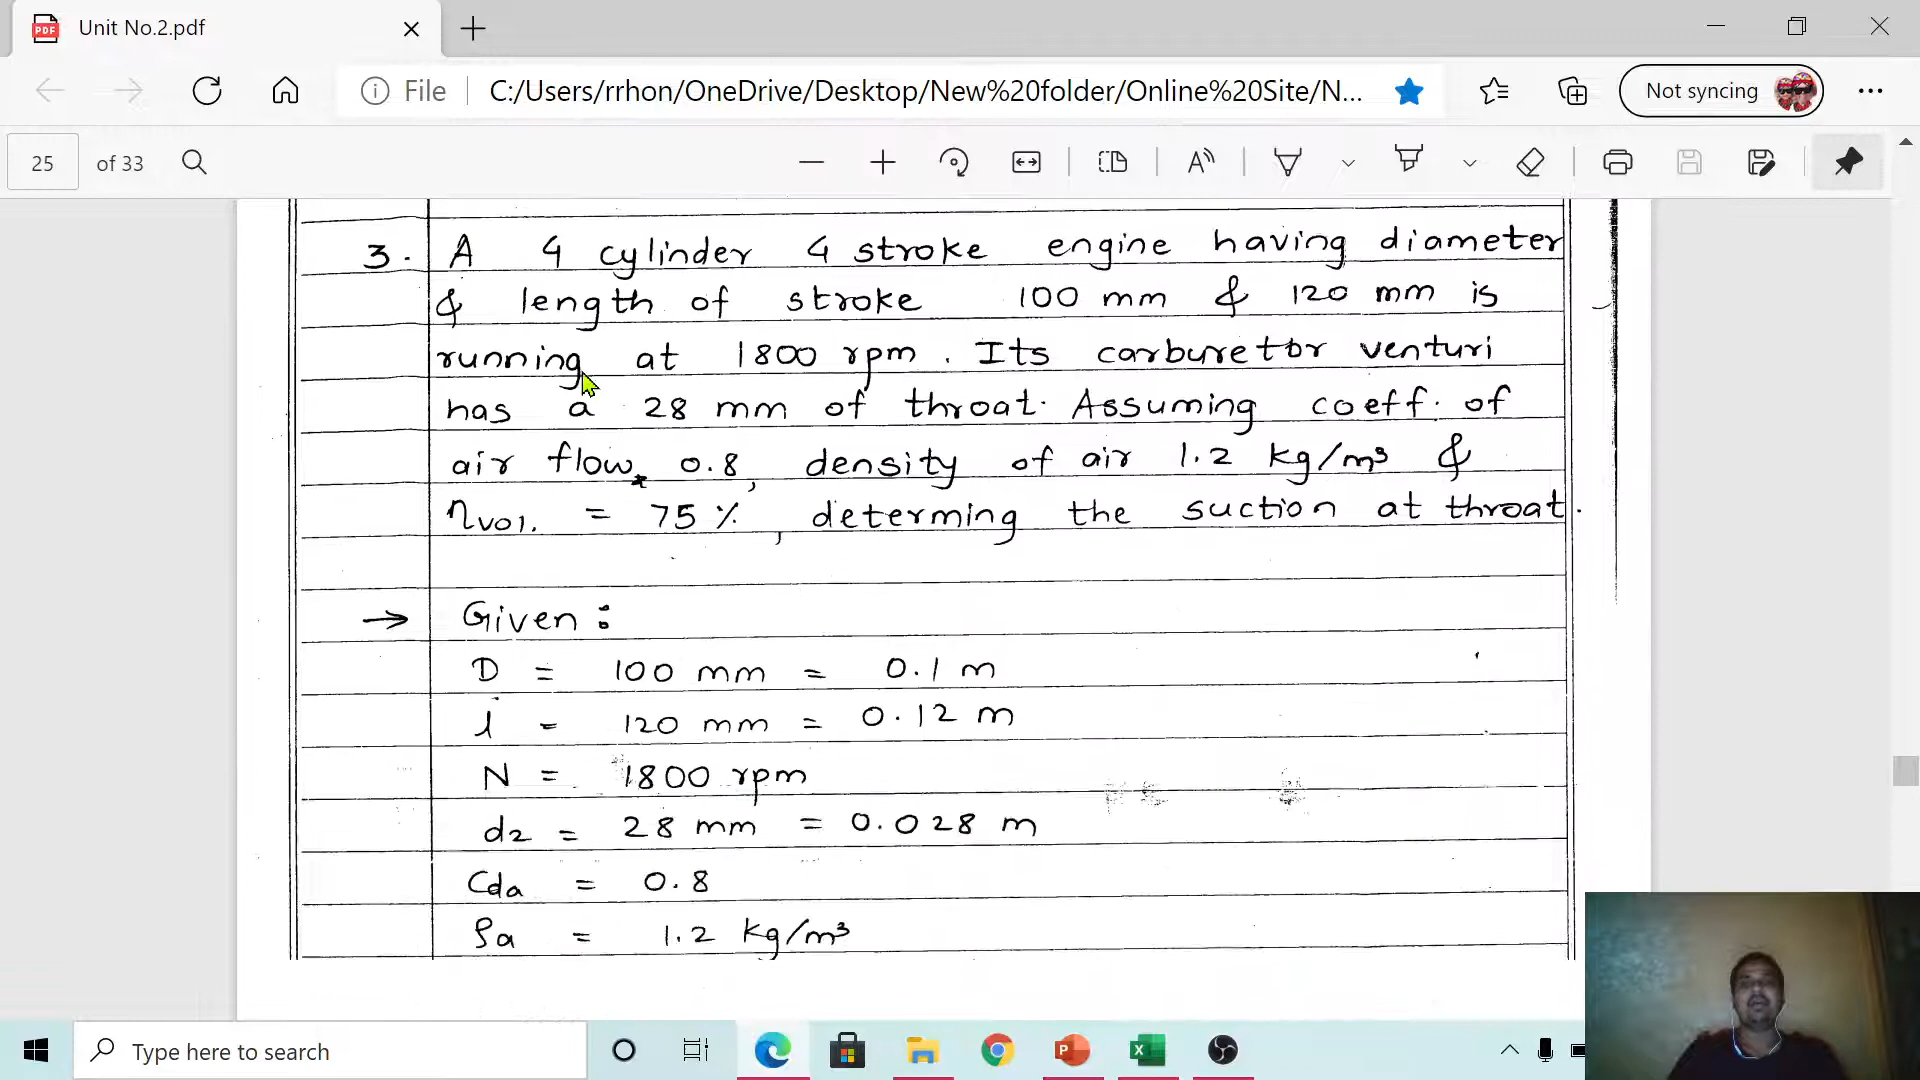 Unit No.2.pdf
File
C:/Users/rrhon/OneDrive/Desktop/New%20folder/Online%20Site/N...
Not syncing
25 of 33
3. A 4 cylinder 4 stroke engine having diameter
& length of stroke 100 mm & 120 mm is
running at 1800 rpm. Its carburettor venturi
has a 28 mm of throat. Assuming coeff. of
air flow 0.8, density of air 1.2 kg/m³ &
ηvol. = 75 %, determing the suction at throat.
→ Given :
D = 100 mm = 0.1 m
l = 120 mm = 0.12 m
N = 1800 rpm
d2 = 28 mm = 0.028 m
Cda = 0.8
ρa = 1.2 kg/m³
Type here to search